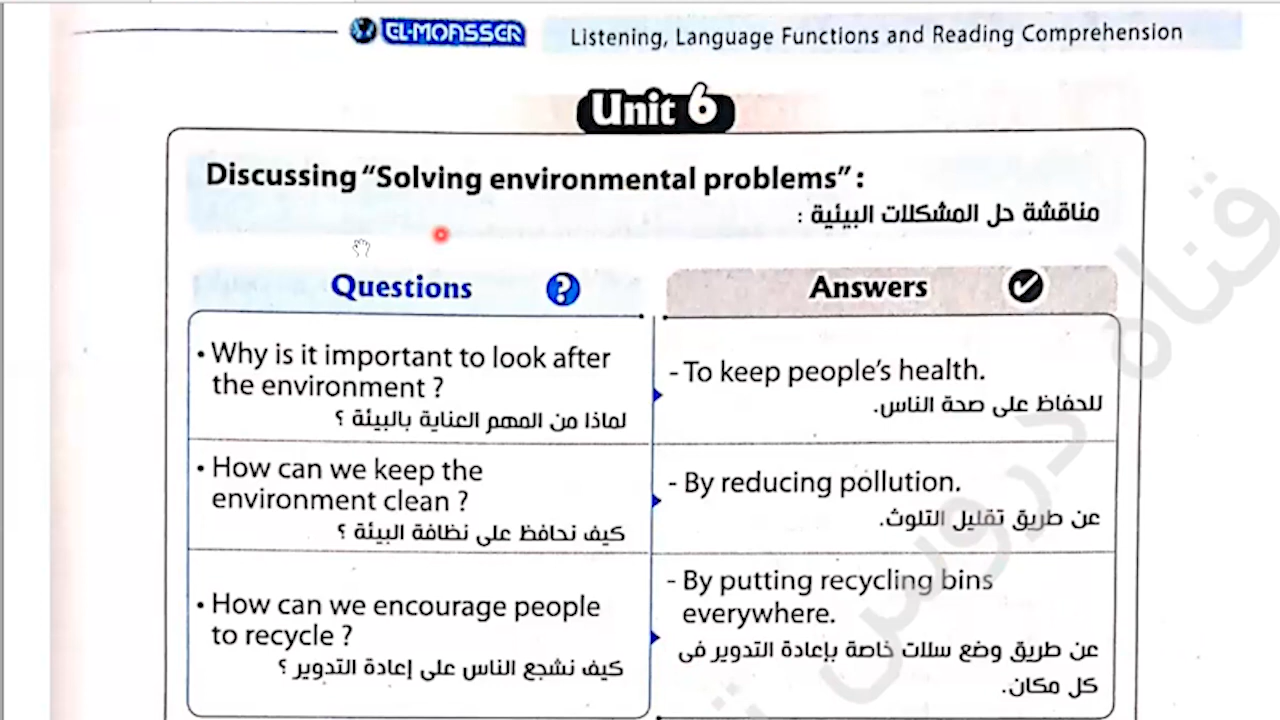 EL-MOASSER
Listening, Language Functions and Reading Comprehension
Unit 6
Discussing “Solving environmental problems” :
مناقشة حل المشكلات البيئية :
Questions ?
Answers
• Why is it important to look after
the environment ?
لماذا من المهم العناية بالبيئة ؟
- To keep people’s health.
للحفاظ على صحة الناس.
• How can we keep the
environment clean ?
كيف نحافظ على نظافة البيئة ؟
- By reducing pollution.
عن طريق تقليل التلوث.
• How can we encourage people
to recycle ?
كيف نشجع الناس على إعادة التدوير ؟
- By putting recycling bins
everywhere.
عن طريق وضع سلات خاصة بإعادة التدوير فى
كل مكان.
قناه دروس